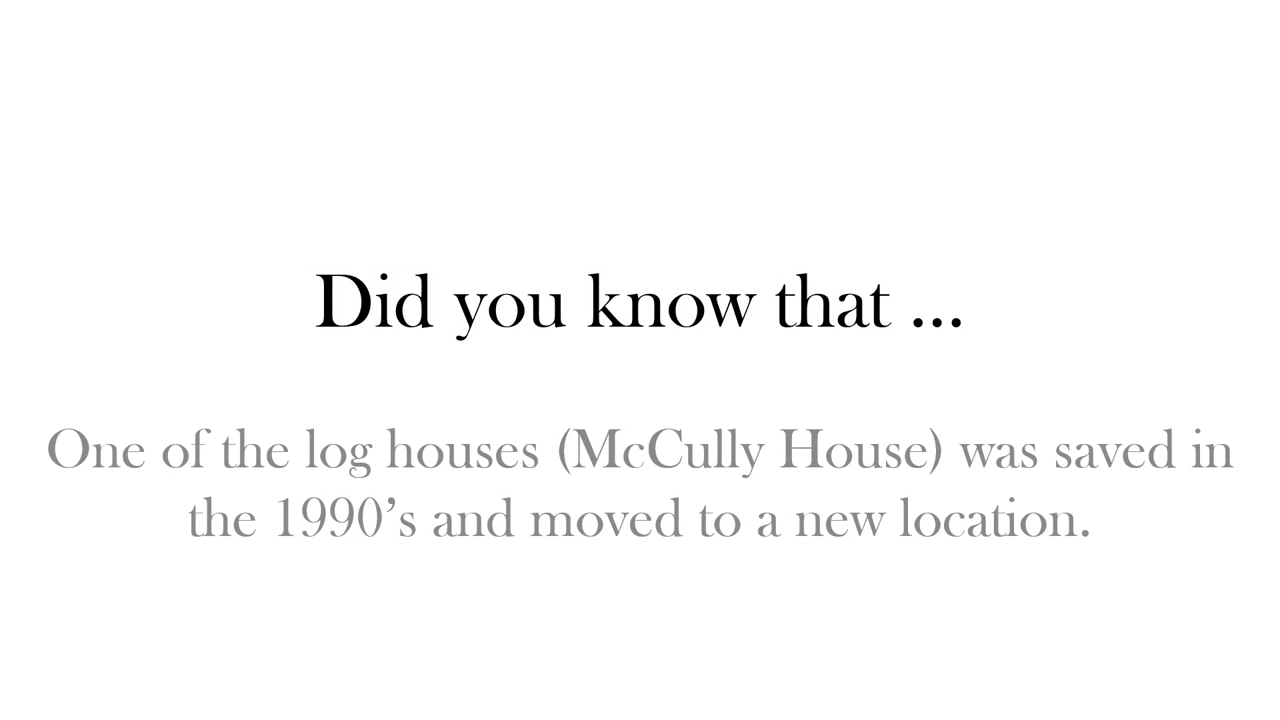 Did you know that ...
One of the log houses (McCully House) was saved in
the 1990’s and moved to a new location.